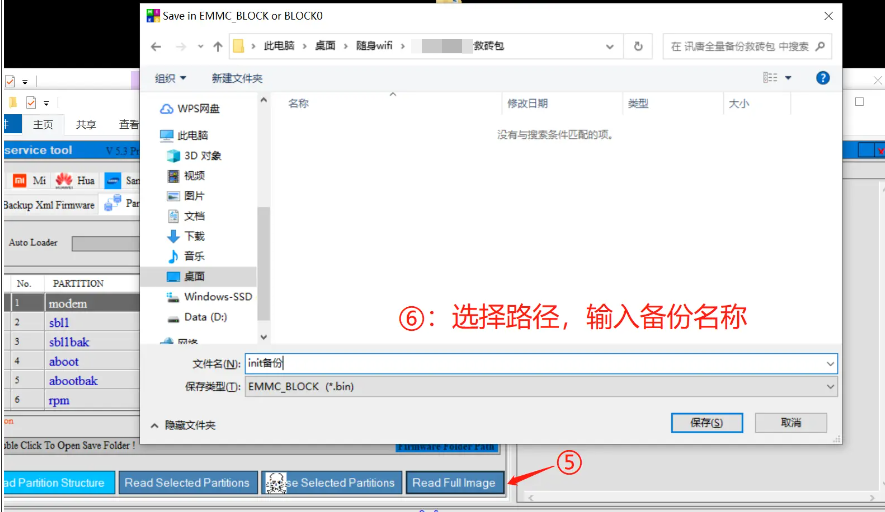 Save in EMMC_BLOCK or BLOCK0
此电脑 > 桌面 > 随身wifi > 救砖包
在 讯唐全量备份救砖包 中搜索
组织 新建文件夹
WPS网盘
此电脑
3D 对象
视频
图片
文档
下载
音乐
桌面
Windows-SSD
Data (D:)
网络
名称 修改日期 类型 大小
没有与搜索条件匹配的项。
⑥：选择路径，输入备份名称
文件名(N): init备份
保存类型(T): EMMC_BLOCK (*.bin)
隐藏文件夹 保存(S) 取消
主页 共享 查看
service tool V 5.3
Mi Hua
Backup Xml Firmware
Auto Loader
No. PARTITION
1 modem
2 sbl1
3 sbl1bak
4 aboot
5 abootbak
6 rpm
Click To Open Save Folder !
Firmware Folder Path
⑤
Partition Structure
Read Selected Partitions
Selected Partitions
Read Full Image